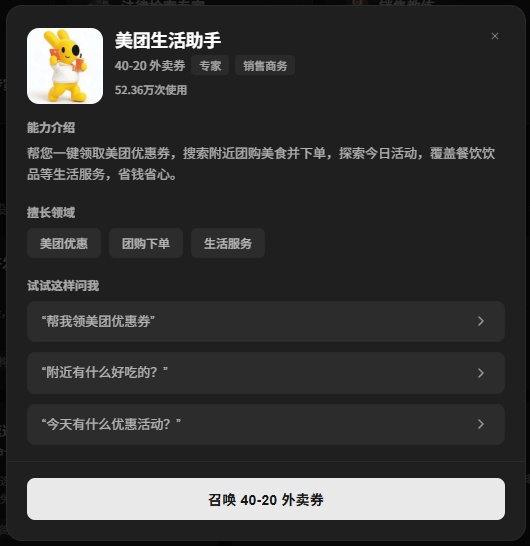 美团生活助手
40-20 外卖券 专家 销售商务
52.36万次使用
能力介绍
帮您一键领取美团优惠券，搜索附近团购美食并下单，探索今日活动，覆盖餐饮饮
品等生活服务，省钱省心。
擅长领域
美团优惠 团购下单 生活服务
试试这样问我
“帮我领美团优惠券”
“附近有什么好吃的？”
“今天有什么优惠活动？”
召唤 40-20 外卖券